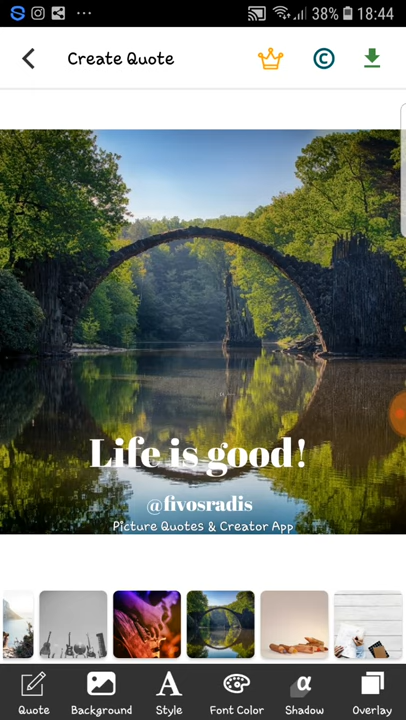 38% 18:44
Create Quote
Life is good!
@fivosradis
Picture Quotes & Creator App
Quote Background Style Font Color Shadow Overlay